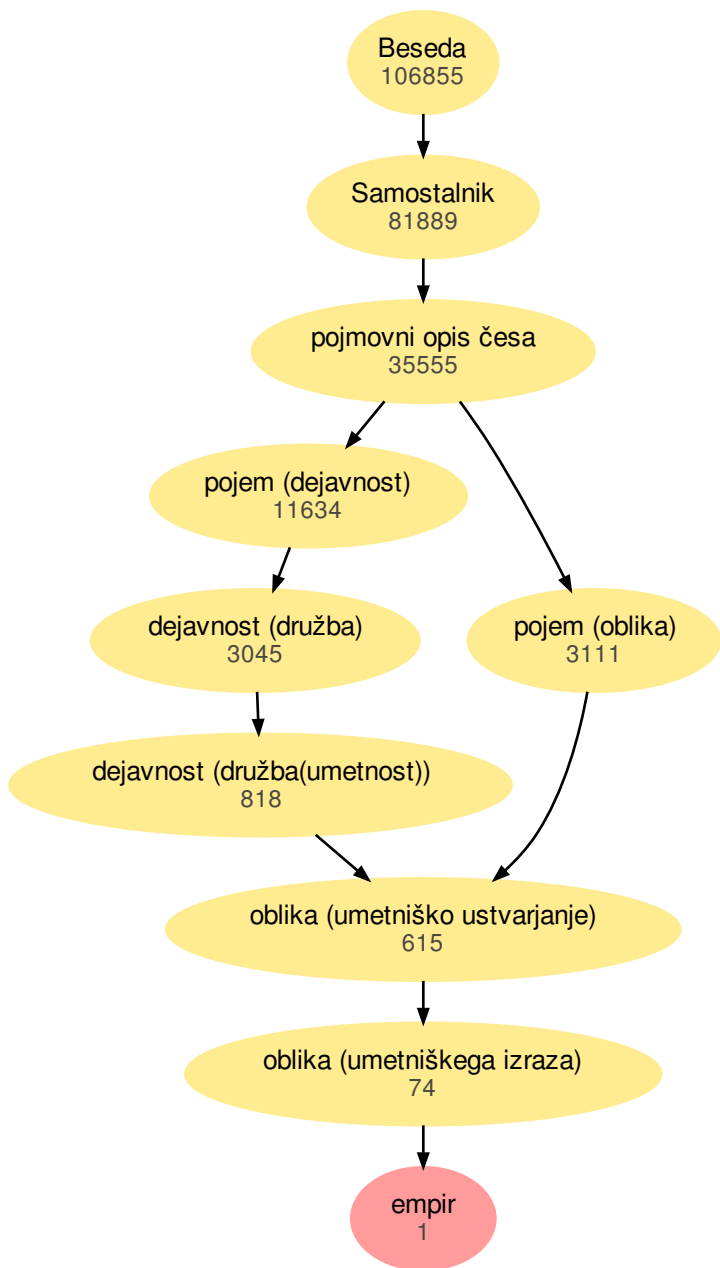 Beseda
106855
Samostalnik
81889
pojmovni opis česa
35555
pojem (dejavnost)
11634
dejavnost (družba)
3045
pojem (oblika)
3111
dejavnost (družba(umetnost))
818
oblika (umetniško ustvarjanje)
615
oblika (umetniškega izraza)
74
empir
1